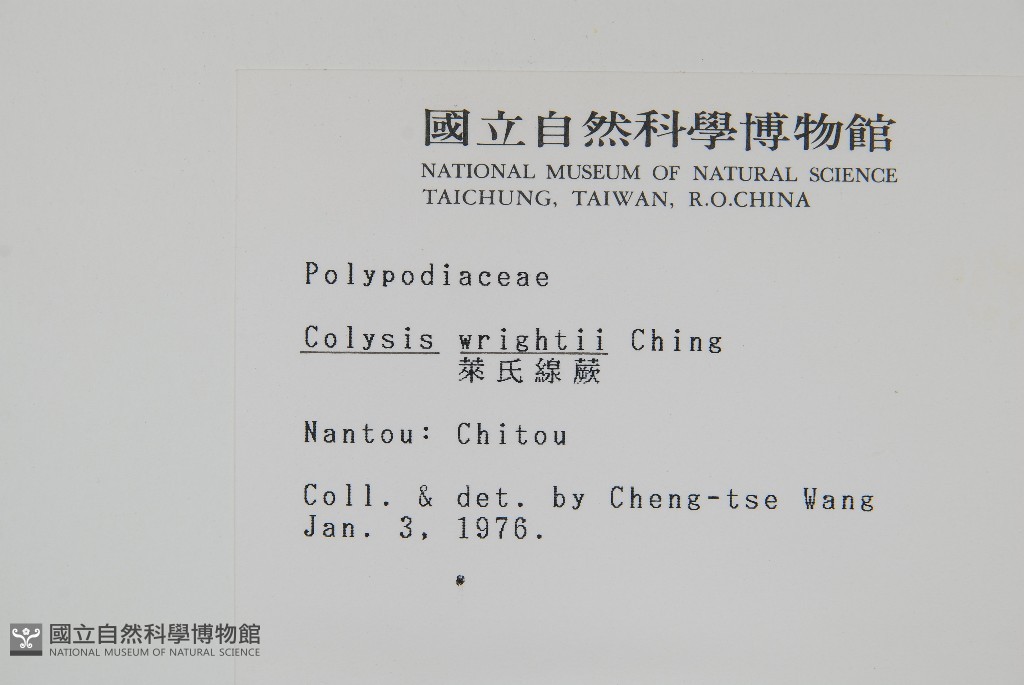 國立自然科學博物館
NATIONAL MUSEUM OF NATURAL SCIENCE
TAICHUNG, TAIWAN, R.O.CHINA
Polypodiaceae
Colysis wrightii Ching
萊氏線蕨
Nantou: Chitou
Coll. & det. by Cheng-tse Wang
Jan. 3, 1976.
國立自然科學博物館
NATIONAL MUSEUM OF NATURAL SCIENCE